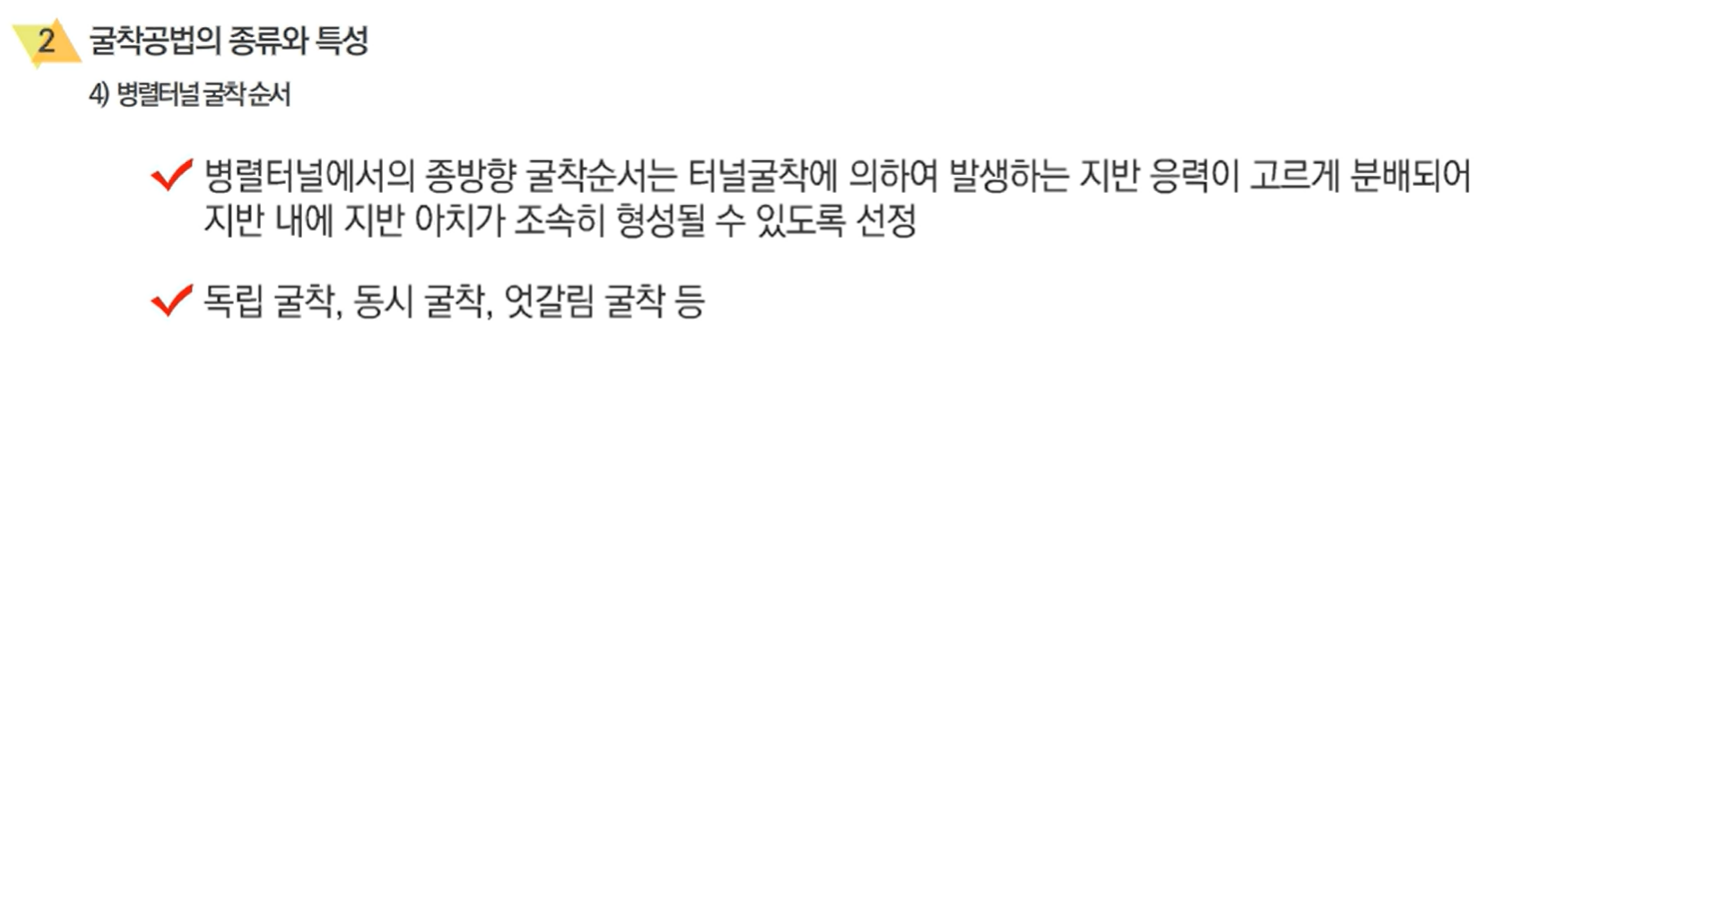 2 굴착공법의 종류와 특성
4) 병렬터널 굴착 순서
병렬터널에서의 종방향 굴착순서는 터널굴착에 의하여 발생하는 지반 응력이 고르게 분배되어
지반 내에 지반 아치가 조속히 형성될 수 있도록 선정
독립 굴착, 동시 굴착, 엇갈림 굴착 등